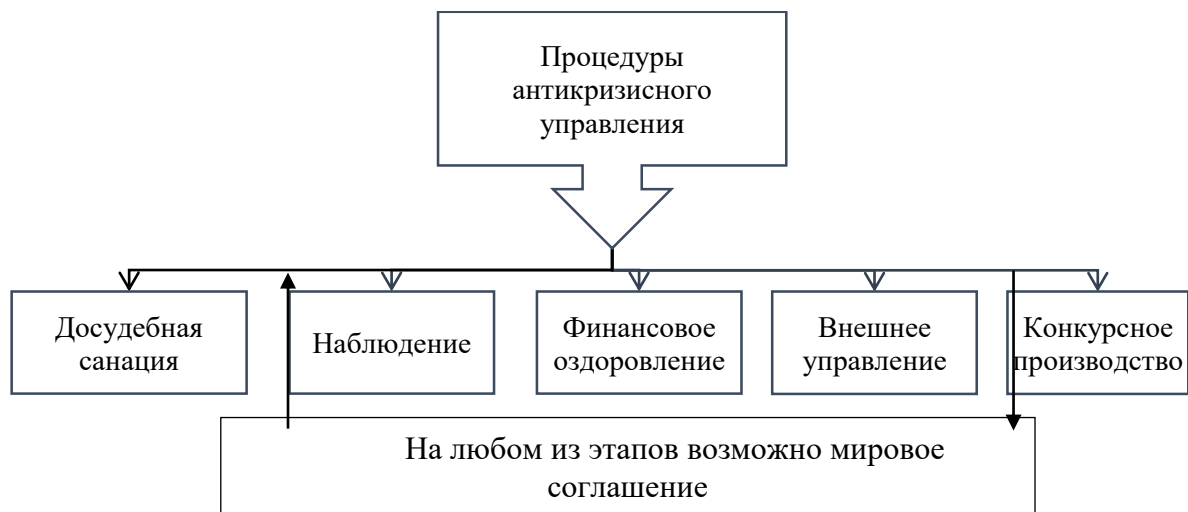 Процедуры
антикризисного
управления
Досудебная
санация
Наблюдение
Финансовое
оздоровление
Внешнее
управление
Конкурсное
производство
На любом из этапов возможно мировое
соглашение